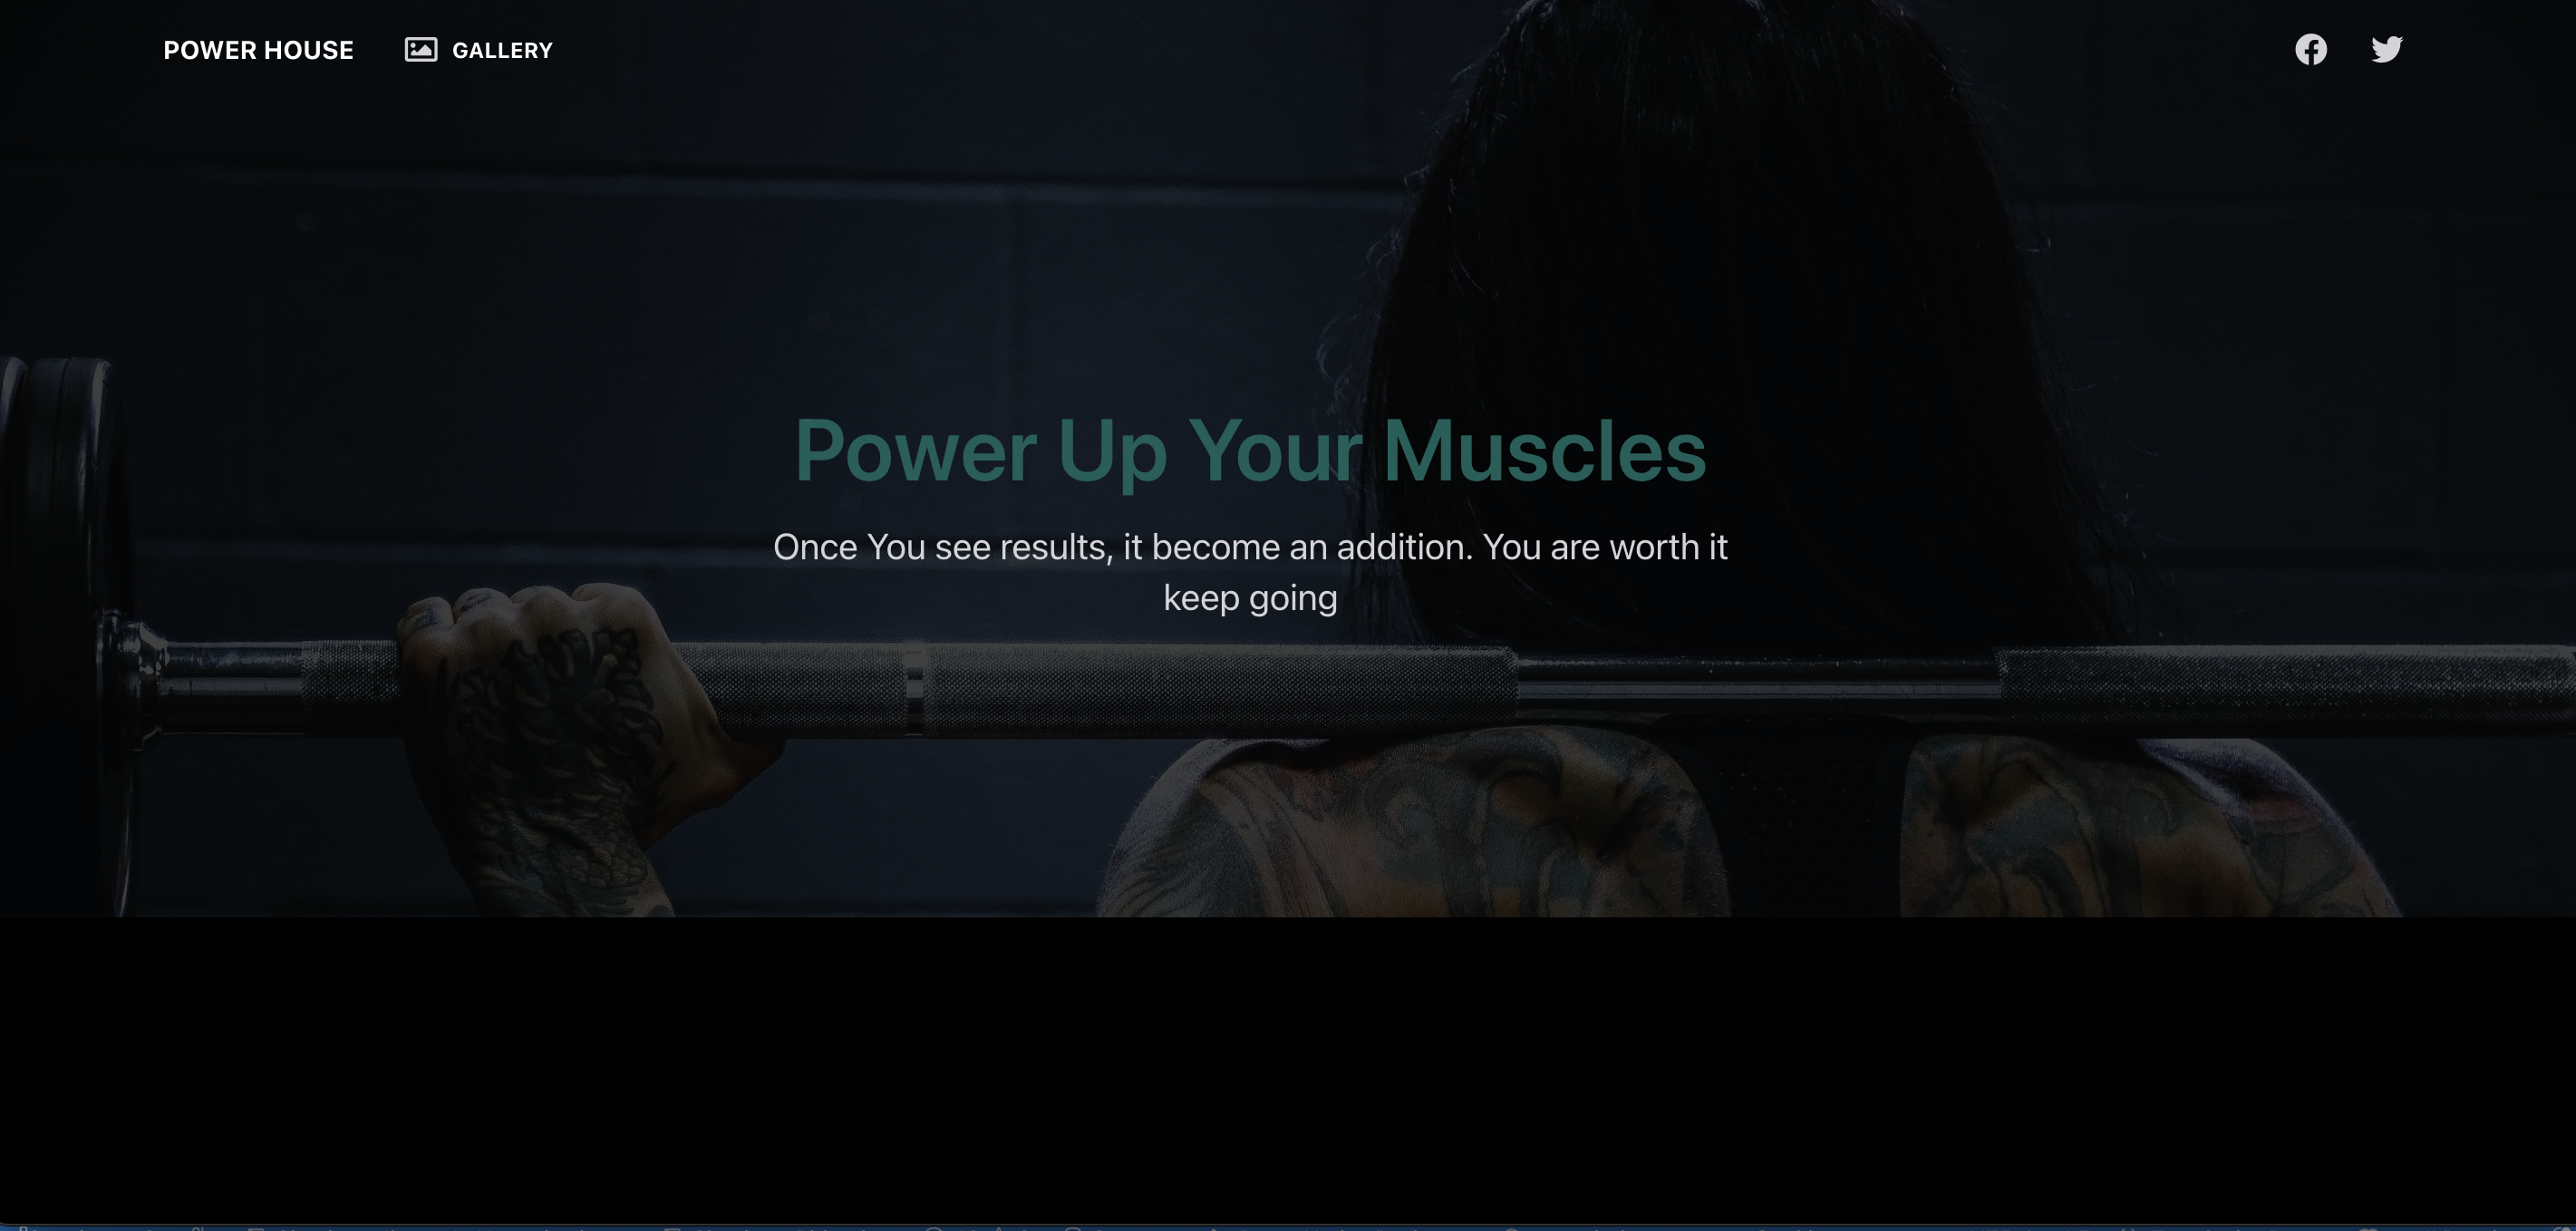 POWER HOUSE GALLERY
Power Up Your Muscles
Once You see results, it become an addition. You are worth it
keep going